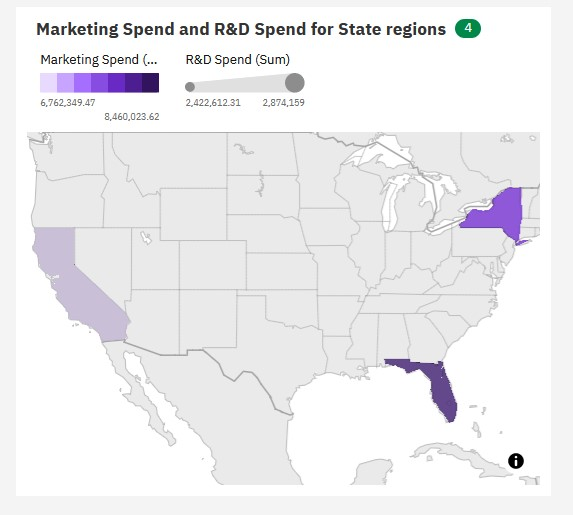 Marketing Spend and R&D Spend for State regions 4
Marketing Spend (... R&D Spend (Sum)
6,762,349.47 2,422,612.31 2,874,159
8,460,023.62
i